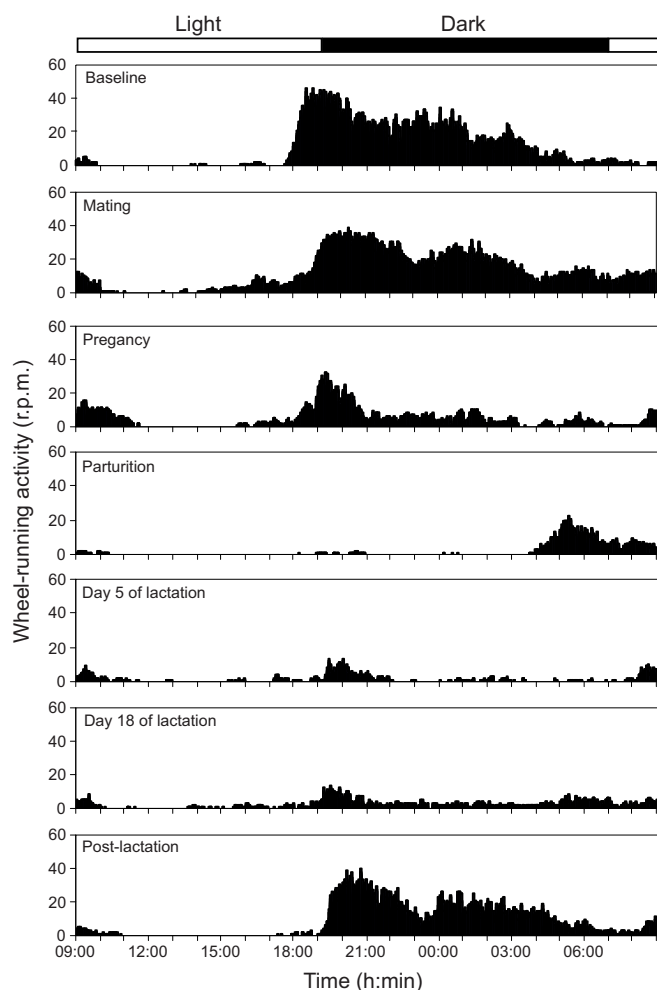 Light Dark
60
40
20
0
Baseline
60
40
20
0
Mating
60
40
20
0
Pregancy
60
40
20
0
Parturition
60
40
20
0
Day 5 of lactation
60
40
20
0
Day 18 of lactation
60
40
20
0
Post-lactation
Wheel-running activity (r.p.m.)
09:00 12:00 15:00 18:00 21:00 00:00 03:00 06:00
Time (h:min)